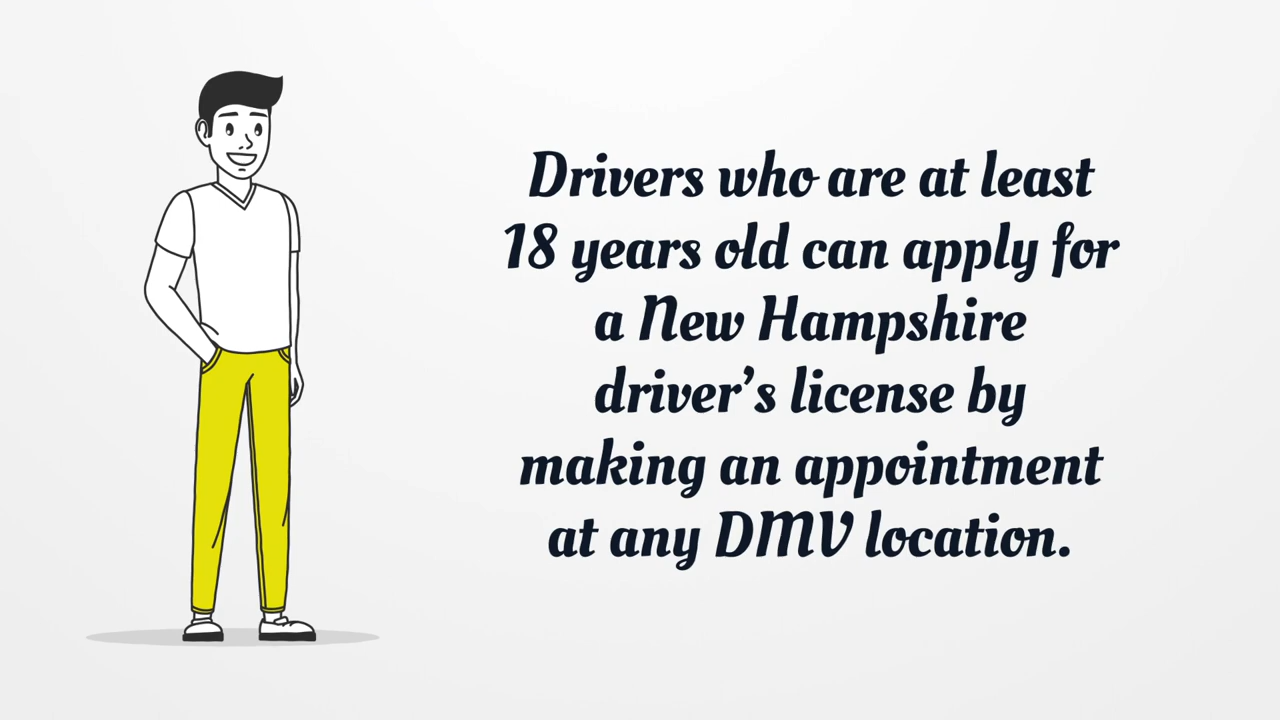 Drivers who are at least
18 years old can apply for
a New Hampshire
driver’s license by
making an appointment
at any DMV location.